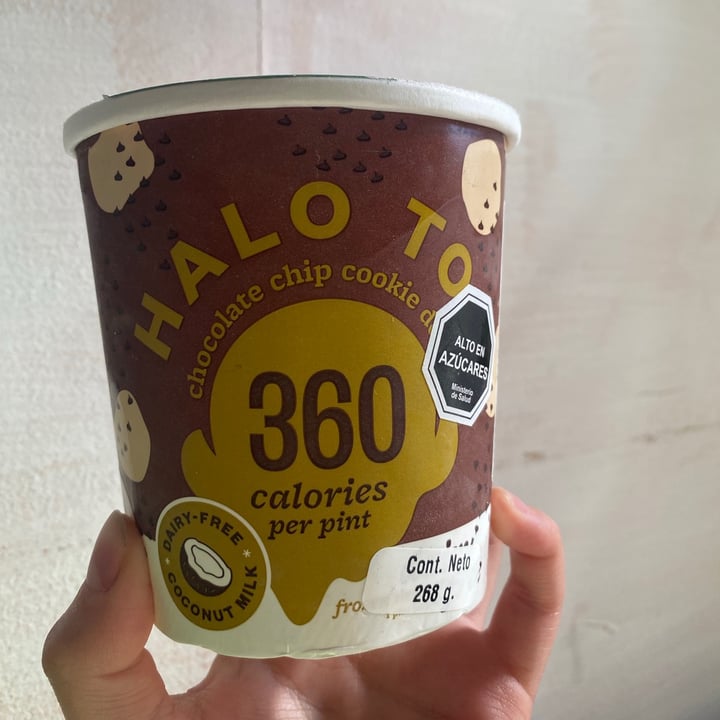 HALO TO
chocolate chip cookie d
ALTO EN
AZÚCARES
Ministerio
de Salud
360
calories
per pint
DAIRY-FREE
COCONUT MILK
Cont. Neto
268 g.